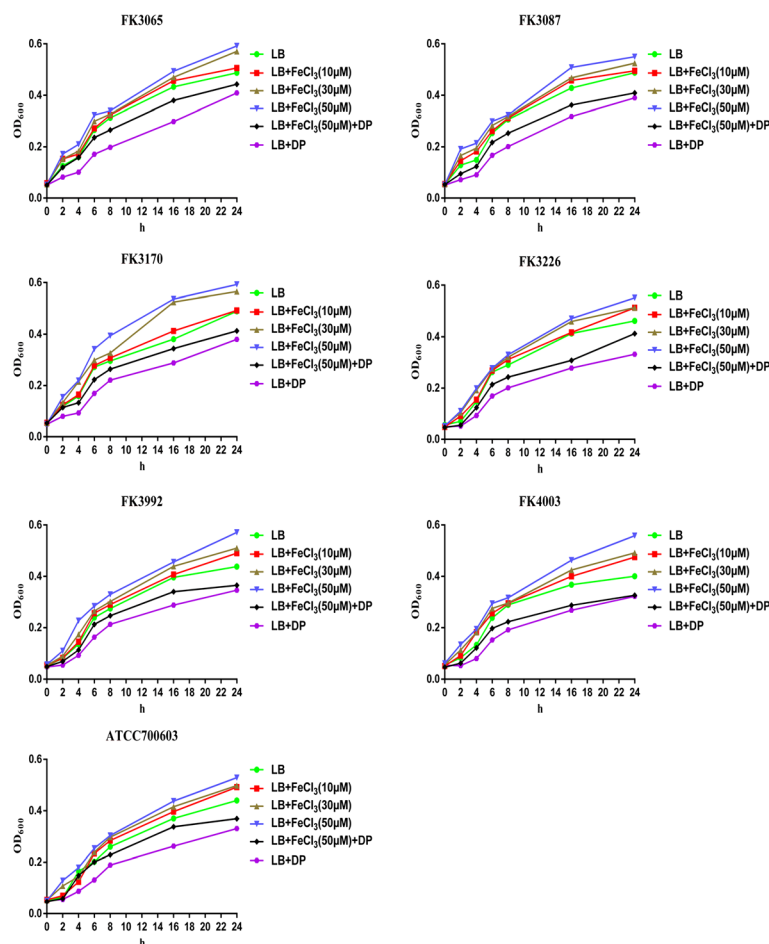 FK3065
0.6
0.4
0.2
0.0
OD600
0 2 4 6 8 10 12 14 16 18 20 22 24
h
LB
LB+FeCl3(10μM)
LB+FeCl3(30μM)
LB+FeCl3(50μM)
LB+FeCl3(50μM)+DP
LB+DP
FK3087
0.6
0.4
0.2
0.0
OD600
0 2 4 6 8 10 12 14 16 18 20 22 24
h
LB
LB+FeCl3(10μM)
LB+FeCl3(30μM)
LB+FeCl3(50μM)
LB+FeCl3(50μM)+DP
LB+DP
FK3170
0.6
0.4
0.2
0.0
OD600
0 2 4 6 8 10 12 14 16 18 20 22 24
h
LB
LB+FeCl3(10μM)
LB+FeCl3(30μM)
LB+FeCl3(50μM)
LB+FeCl3(50μM)+DP
LB+DP
FK3226
0.6
0.4
0.2
0.0
OD600
0 2 4 6 8 10 12 14 16 18 20 22 24
h
LB
LB+FeCl3(10μM)
LB+FeCl3(30μM)
LB+FeCl3(50μM)
LB+FeCl3(50μM)+DP
LB+DP
FK3992
0.6
0.4
0.2
0.0
OD600
0 2 4 6 8 10 12 14 16 18 20 22 24
h
LB
LB+FeCl3(10μM)
LB+FeCl3(30μM)
LB+FeCl3(50μM)
LB+FeCl3(50μM)+DP
LB+DP
FK4003
0.6
0.4
0.2
0.0
OD600
0 2 4 6 8 10 12 14 16 18 20 22 24
h
LB
LB+FeCl3(10μM)
LB+FeCl3(30μM)
LB+FeCl3(50μM)
LB+FeCl3(50μM)+DP
LB+DP
ATCC700603
0.6
0.4
0.2
0.0
OD600
0 2 4 6 8 10 12 14 16 18 20 22 24
h
LB
LB+FeCl3(10μM)
LB+FeCl3(30μM)
LB+FeCl3(50μM)
LB+FeCl3(50μM)+DP
LB+DP